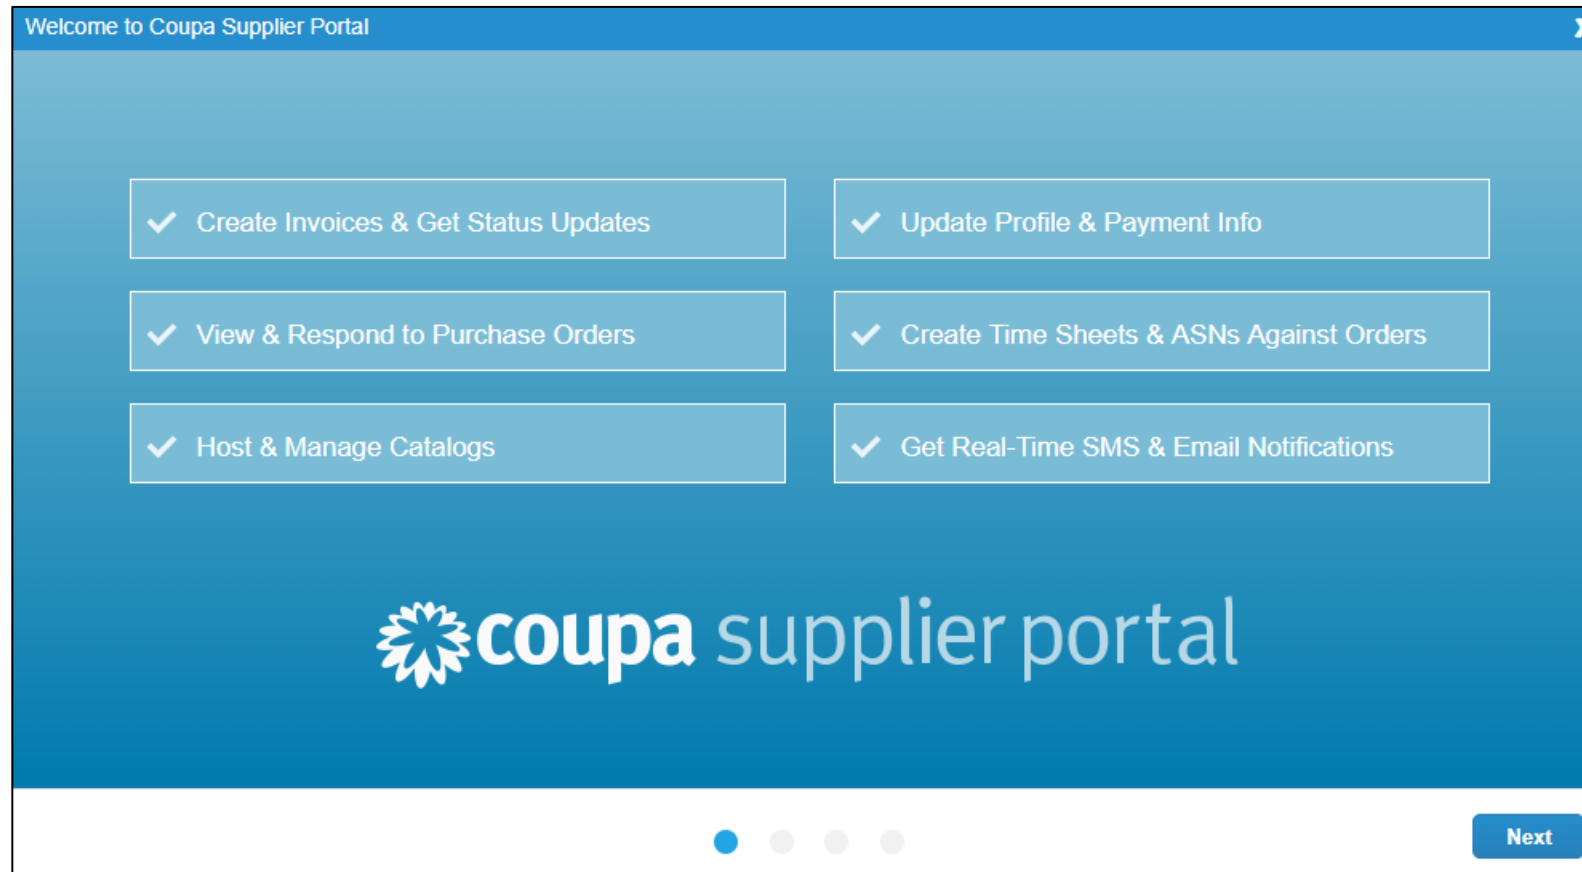 Welcome to Coupa Supplier Portal
Create Invoices & Get Status Updates
Update Profile & Payment Info
View & Respond to Purchase Orders
Create Time Sheets & ASNs Against Orders
Host & Manage Catalogs
Get Real-Time SMS & Email Notifications
coupa supplier portal
Next